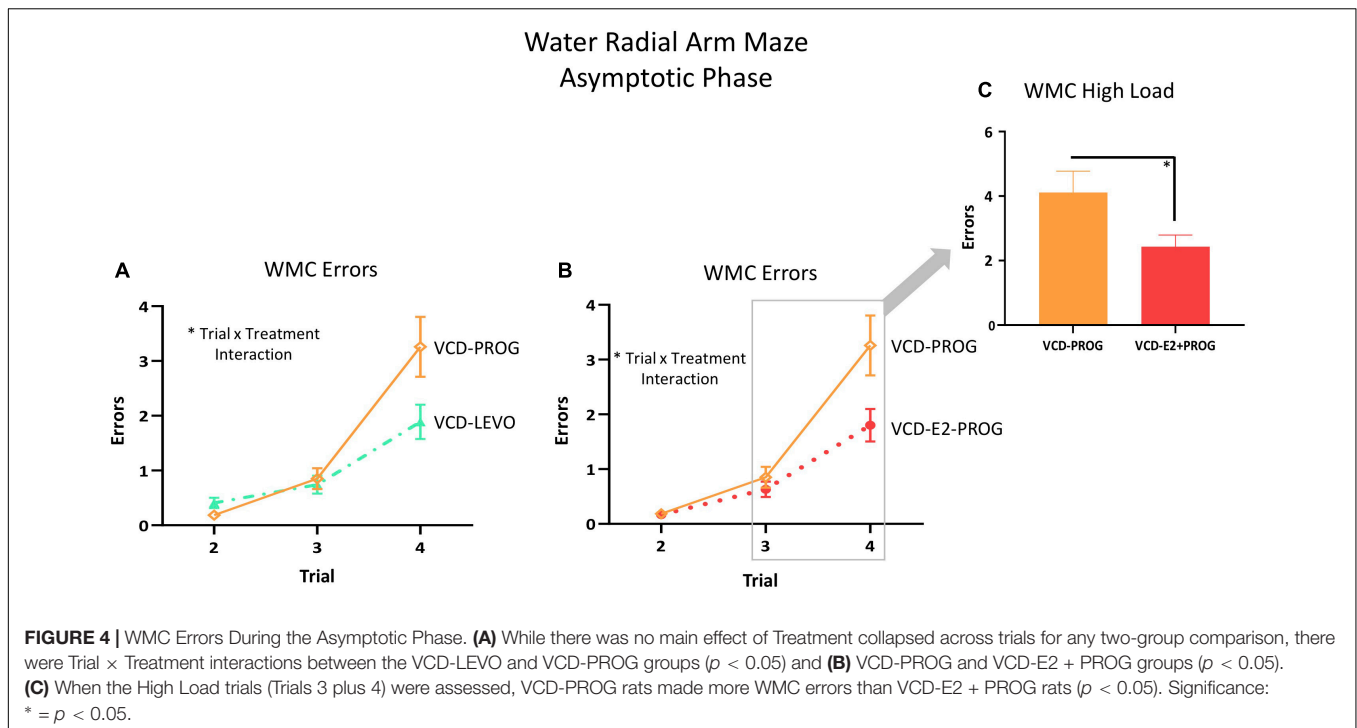 Water Radial Arm Maze
Asymptotic Phase
C WMC High Load
6
4
2
0
Errors
*
VCD-PROG VCD-E2+PROG
A WMC Errors
4
3
2
1
0
Errors
* Trial x Treatment
Interaction
VCD-PROG
VCD-LEVO
2 3 4
Trial
B WMC Errors
4
3
2
1
0
Errors
* Trial x Treatment
Interaction
VCD-PROG
VCD-E2-PROG
2 3 4
Trial
FIGURE 4 | WMC Errors During the Asymptotic Phase. (A) While there was no main effect of Treatment collapsed across trials for any two-group comparison, there
were Trial × Treatment interactions between the VCD-LEVO and VCD-PROG groups (p < 0.05) and (B) VCD-PROG and VCD-E2 + PROG groups (p < 0.05).
(C) When the High Load trials (Trials 3 plus 4) were assessed, VCD-PROG rats made more WMC errors than VCD-E2 + PROG rats (p < 0.05). Significance:
* = p < 0.05.